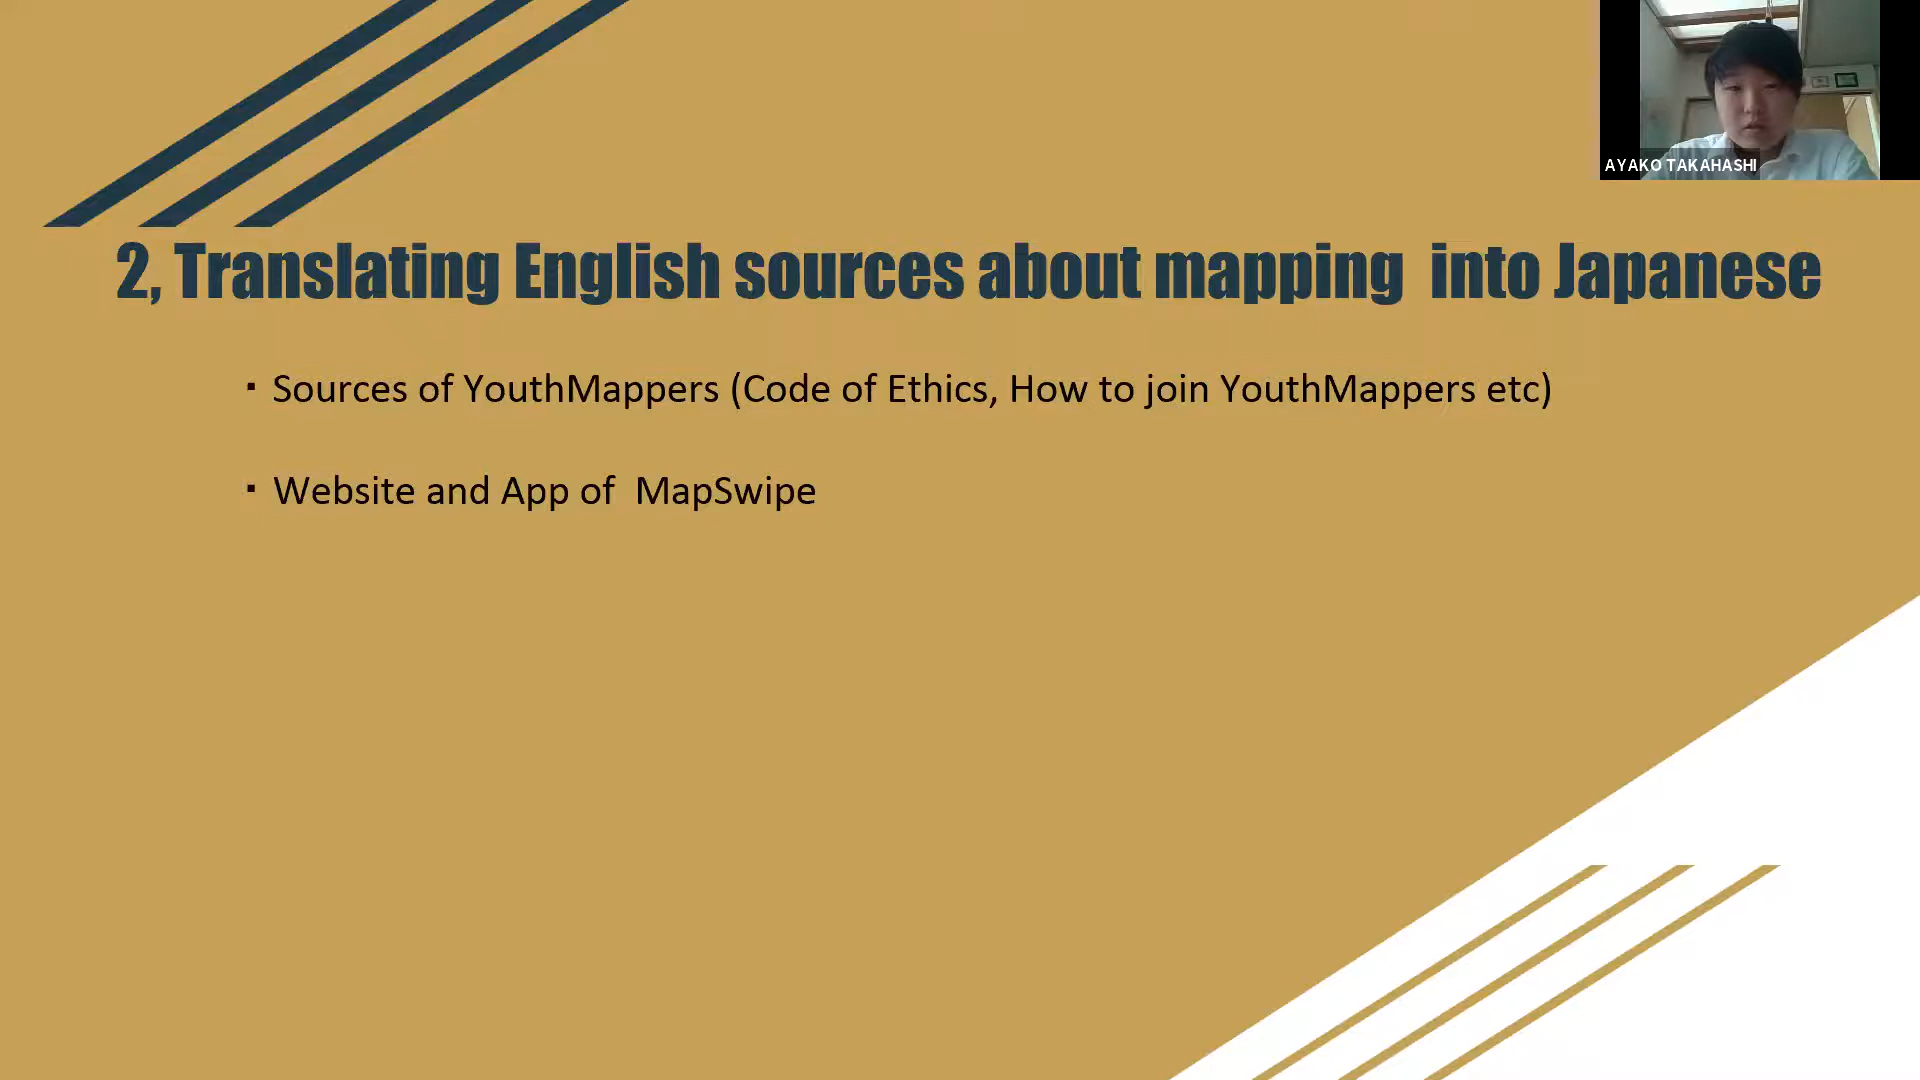 AYAKO TAKAHASHI
2, Translating English sources about mapping  into Japanese
・Sources of YouthMappers (Code of Ethics, How to join YouthMappers etc)
・Website and App of  MapSwipe